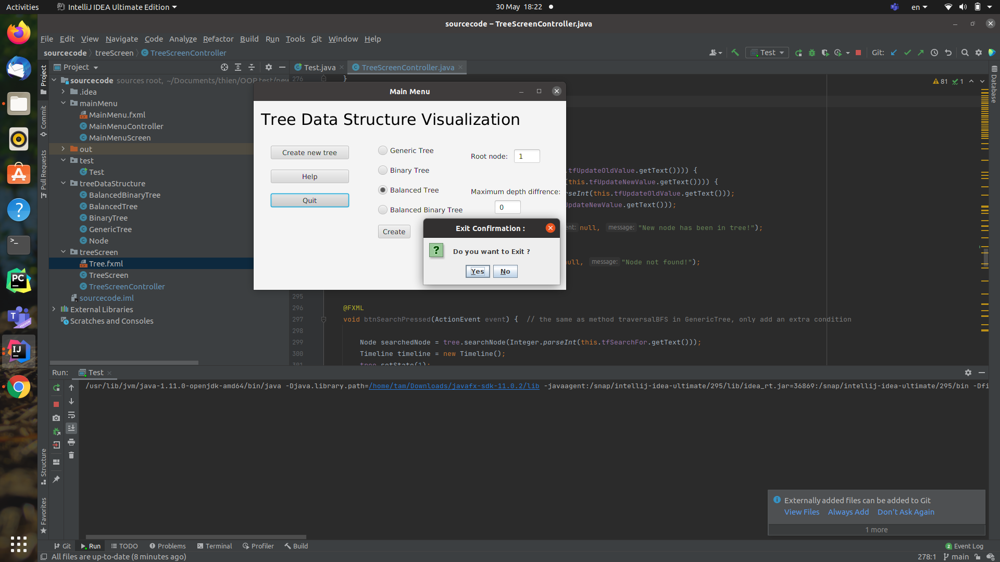 Activities
IntelliJ IDEA Ultimate Edition
30 May 18:22
en
sourcecode – TreeScreenController.java
File Edit View Navigate Code Analyze Refactor Build Run Tools Git Window Help
sourcecode treeScreen TreeScreenController
Test
Git:
Project
Test.java
TreeScreenController.java
Project
Commit
Pull Requests
Structure
Favorites
Database
sourcecode sources root, ~/Documents/thien/OOP.test/new
.idea
mainMenu
MainMenu.fxml
MainMenuController
MainMenuScreen
out
test
Test
treeDataStructure
BalancedBinaryTree
BalancedTree
BinaryTree
GenericTree
Node
treeScreen
Tree.fxml
TreeScreen
TreeScreenController
sourcecode.iml
External Libraries
Scratches and Consoles
276 }
81 1
Main Menu
Tree Data Structure Visualization
Create new tree
Help
Quit
Generic Tree
Binary Tree
Balanced Tree
Balanced Binary Tree
Create
Root node: 1
Maximum depth diffrence:
0
Exit Confirmation :
?
Do you want to Exit ?
Yes No
.tfUpdateOldValue.getText()))) {
(this.tfUpdateNewValue.getText()))) {
rseInt(this.tfUpdateOldValue.getText()));
UpdateNewValue.getText()));
ent: null, message: "New node has been in tree!");
ull, message: "Node not found!");
295
296 @FXML
297 void btnSearchPressed(ActionEvent event) { // the same as method traversalBFS in GenericTree, only add an extra condition
298
299 Node searchedNode = tree.searchNode(Integer.parseInt(this.tfSearchFor.getText()));
300 Timeline timeline = new Timeline();
301 tree.setState(1);
Run: Test
/usr/lib/jvm/java-1.11.0-openjdk-amd64/bin/java -Djava.library.path=/home/tam/Downloads/javafx-sdk-11.0.2/lib -javaagent:/snap/intellij-idea-ultimate/295/lib/idea_rt.jar=36869:/snap/intellij-idea-ultimate/295/bin -Dfi
Externally added files can be added to Git
View Files Always Add Don't Ask Again
1 more
Git Run TODO Problems Terminal Profiler Build
2 Event Log
All files are up-to-date (8 minutes ago)
278:1 main